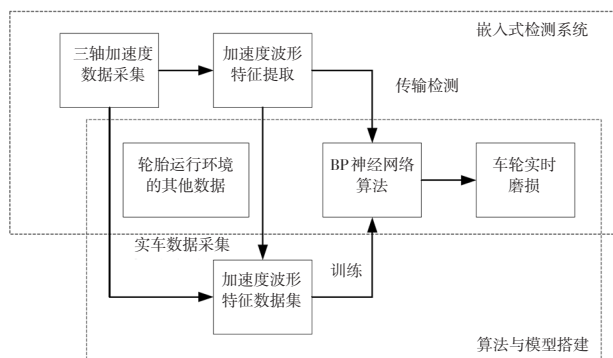 嵌入式检测系统
三轴加速度
数据采集
加速度波形
特征提取
传输检测
轮胎运行环境
的其他数据
BP神经网络
算法
车轮实时
磨损
实车数据采集
加速度波形
特征数据集
训练
算法与模型搭建